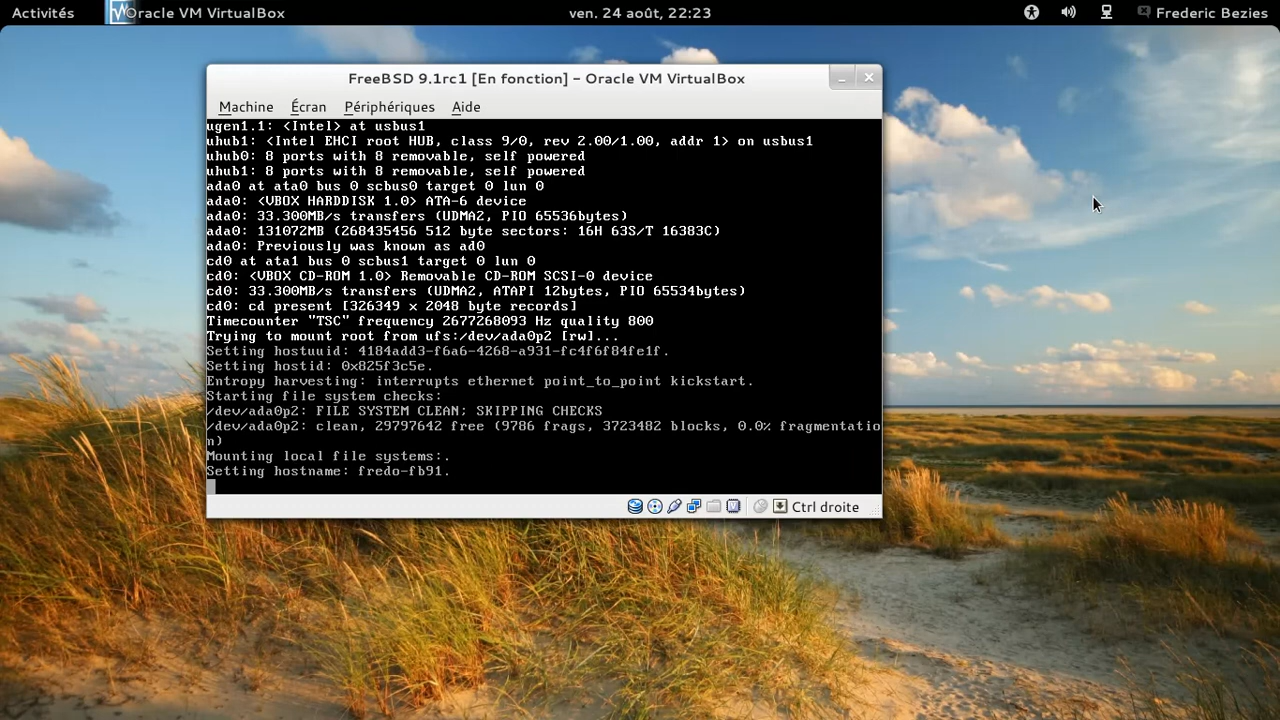 Activités
Oracle VM VirtualBox
ven. 24 août, 22:23
Frederic Bezies
FreeBSD 9.1rc1 [En fonction] – Oracle VM VirtualBox
Machine Écran Périphériques Aide
ugen1.1: <Intel> at usbus1
uhub1: <Intel EHCI root HUB, class 9/0, rev 2.00/1.00, addr 1> on usbus1
uhub0: 8 ports with 8 removable, self powered
uhub1: 8 ports with 8 removable, self powered
ada0 at ata0 bus 0 scbus0 target 0 lun 0
ada0: <VBOX HARDDISK 1.0> ATA-6 device
ada0: 33.300MB/s transfers (UDMA2, PIO 65536bytes)
ada0: 131072MB (268435456 512 byte sectors: 16H 63S/T 16383C)
ada0: Previously was known as ad0
cd0 at ata1 bus 0 scbus1 target 0 lun 0
cd0: <VBOX CD-ROM 1.0> Removable CD-ROM SCSI-0 device
cd0: 33.300MB/s transfers (UDMA2, ATAPI 12bytes, PIO 65534bytes)
cd0: cd present [326349 x 2048 byte records]
Timecounter "TSC" frequency 2677268093 Hz quality 800
Trying to mount root from ufs:/dev/ada0p2 [rw]...
Setting hostuuid: 4184add3-f6a6-4268-a931-fc4f6f84fe1f.
Setting hostid: 0x825f3c5e.
Entropy harvesting: interrupts ethernet point_to_point kickstart.
Starting file system checks:
/dev/ada0p2: FILE SYSTEM CLEAN; SKIPPING CHECKS
/dev/ada0p2: clean, 29797642 free (9786 frags, 3723482 blocks, 0.0% fragmentatio
n)
Mounting local file systems:.
Setting hostname: fredo-fb91.
Ctrl droite